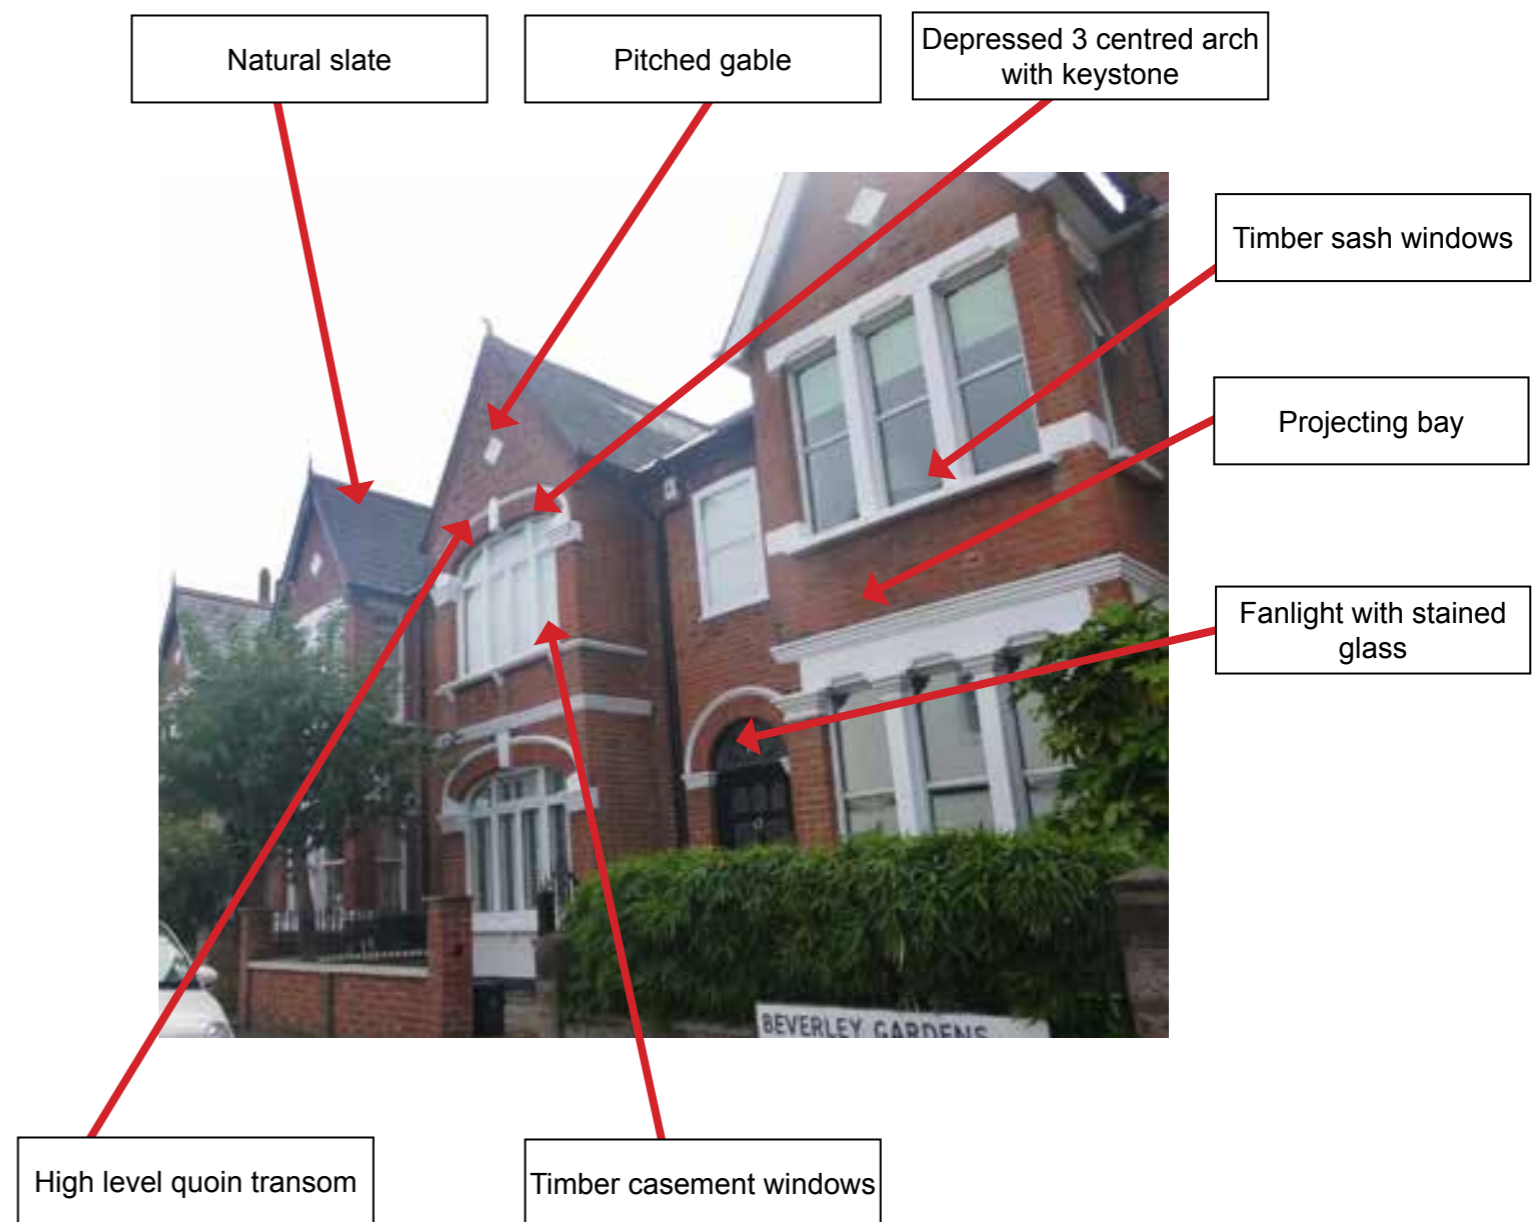 Natural slate
Pitched gable
Depressed 3 centred arch
with keystone
Timber sash windows
Projecting bay
Fanlight with stained
glass
BEVERLEY GARDENS
High level quoin transom
Timber casement windows